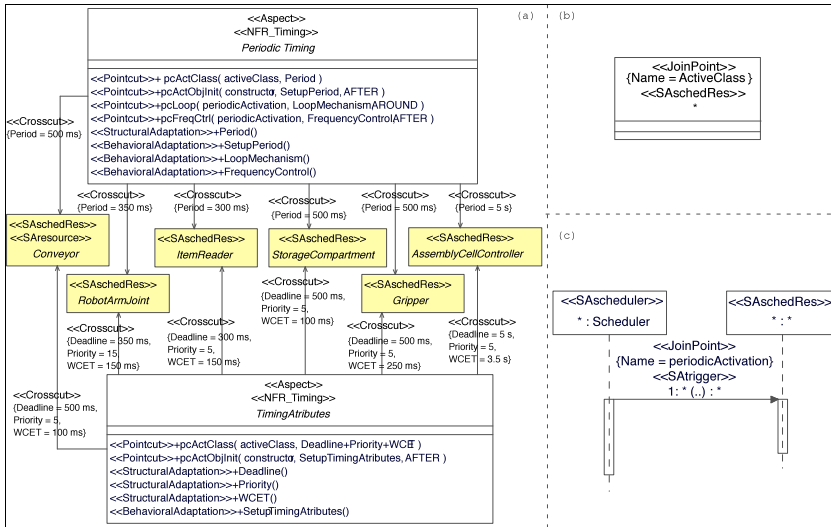 (a)
<<Aspect>>
<<NFR_Timing>>
Periodic Timing
<<Pointcut>>+ pcActClass( activeClass, Period )
<<Pointcut>>+pcActObjInit( constructor, SetupPeriod, AFTER )
<<Pointcut>>+pcLoop( periodicActivation, LoopMechanism, AROUND )
<<Pointcut>>+pcFreqCtrl( periodicActivation, FrequencyControl, AFTER )
<<StructuralAdaptation>>+Period()
<<BehavioralAdaptation>>+SetupPeriod()
<<BehavioralAdaptation>>+LoopMechanism()
<<BehavioralAdaptation>>+FrequencyControl()
<<Crosscut>>
{Period = 500 ms}
<<Crosscut>>
{Period = 350 ms}
<<Crosscut>>
{Period = 300 ms}
<<Crosscut>>
{Period = 500 ms}
<<Crosscut>>
{Period = 500 ms}
<<Crosscut>>
{Period = 5 s}
<<SAschedRes>>
<<SAresource>>
Conveyor
<<SAschedRes>>
ItemReader
<<SAschedRes>>
StorageCompartment
<<SAschedRes>>
AssemblyCellController
<<SAschedRes>>
RobotArmJoint
<<SAschedRes>>
Gripper
<<Crosscut>>
{Deadline = 500 ms,
Priority = 5,
WCET = 100 ms}
<<Crosscut>>
{Deadline = 350 ms,
Priority = 15,
WCET = 150 ms}
<<Crosscut>>
{Deadline = 300 ms,
Priority = 5,
WCET = 150 ms}
<<Crosscut>>
{Deadline = 500 ms,
Priority = 5,
WCET = 100 ms}
<<Crosscut>>
{Deadline = 500 ms,
Priority = 5,
WCET = 250 ms}
<<Crosscut>>
{Deadline = 5 s,
Priority = 5,
WCET = 3.5 s}
<<Aspect>>
<<NFR_Timing>>
TimingAtributes
<<Pointcut>>+pcActClass( activeClass, Deadline+Priority+WCET )
<<Pointcut>>+pcActObjInit( constructor, SetupTimingAtributes, AFTER )
<<StructuralAdaptation>>+Deadline()
<<StructuralAdaptation>>+Priority()
<<StructuralAdaptation>>+WCET()
<<BehavioralAdaptation>>+SetupTimingAtributes()
(b)
<<JoinPoint>>
{Name = ActiveClass }
<<SAschedRes>>
*
(c)
<<SAscheduler>>
* : Scheduler
<<SAschedRes>>
* : *
<<JoinPoint>>
{Name = periodicActivation}
<<SAtrigger>>
1: * (..) : *